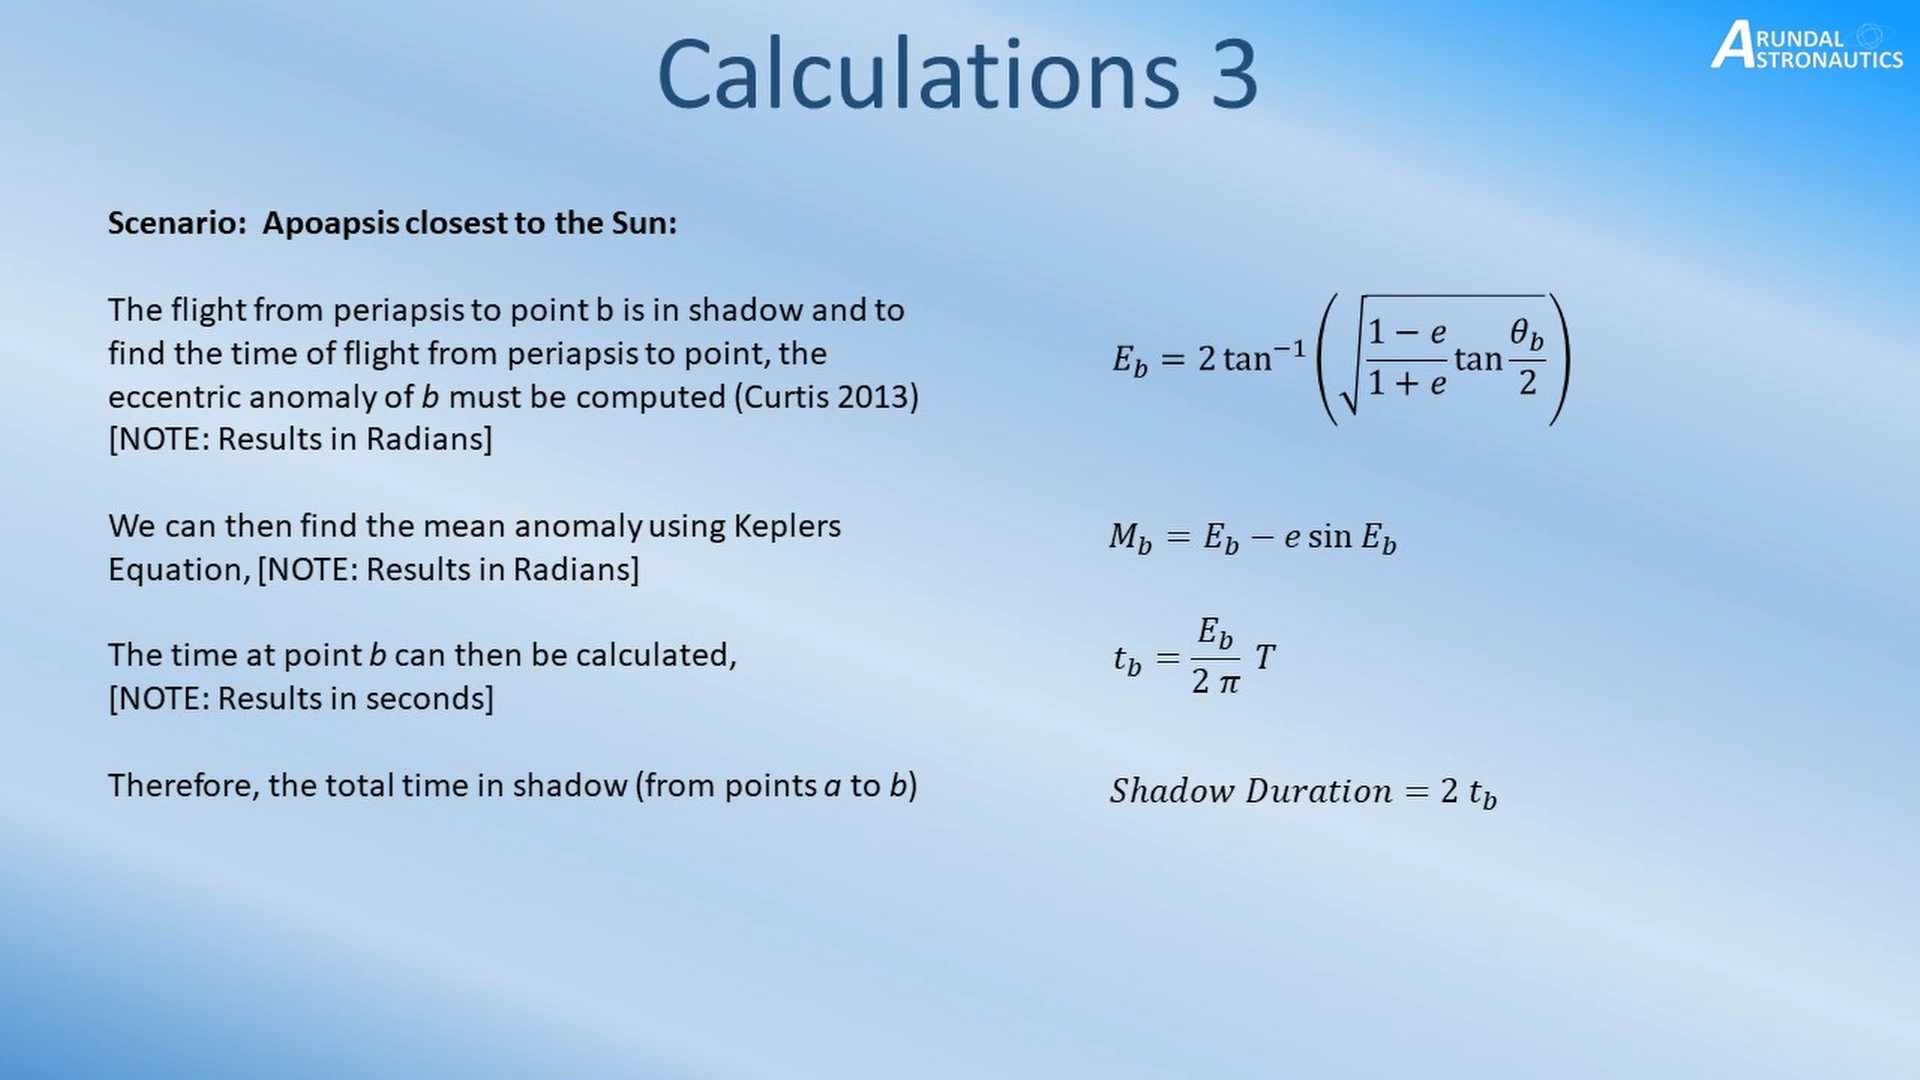 Calculations 3
ARUNDAL
ASTRONAUTICS
Scenario: Apoapsis closest to the Sun:
The flight from periapsis to point b is in shadow and to
find the time of flight from periapsis to point, the
eccentric anomaly of b must be computed (Curtis 2013)
[NOTE: Results in Radians]
E_b = 2 tan^{-1}(√((1 − e)/(1 + e) tan θ_b/2))
We can then find the mean anomaly using Keplers
Equation, [NOTE: Results in Radians]
M_b = E_b − e sin E_b
The time at point b can then be calculated,
[NOTE: Results in seconds]
t_b = E_b/(2 π) T
Therefore, the total time in shadow (from points a to b)
Shadow Duration = 2 t_b